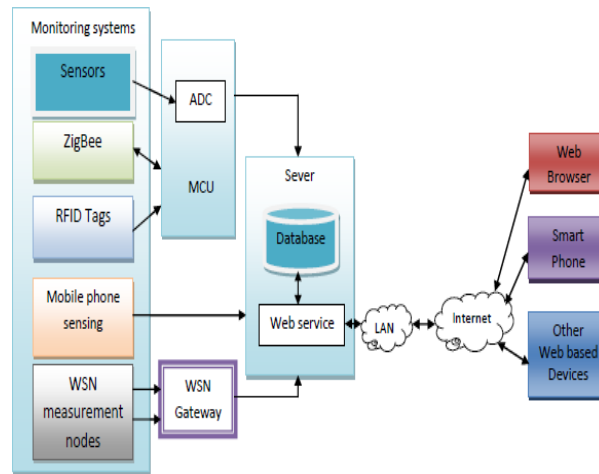 Monitoring systems
Sensors
ZigBee
RFID Tags
Mobile phone
sensing
WSN
measurement
nodes
ADC
MCU
WSN
Gateway
Sever
Database
Web service
LAN
Internet
Web
Browser
Smart
Phone
Other
Web based
Devices